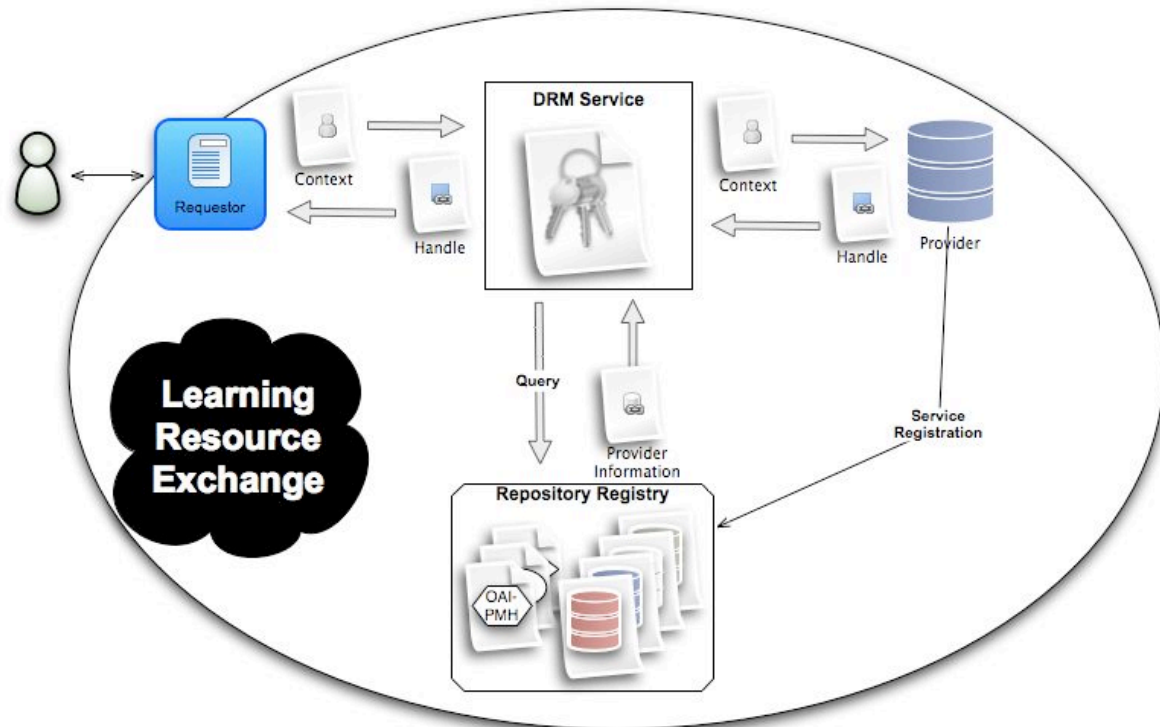 DRM Service
Context
Requestor
Handle
Context
Handle
Provider
Query
Provider
Information
Service
Registration
Learning
Resource
Exchange
Repository Registry
OAI-
PMH